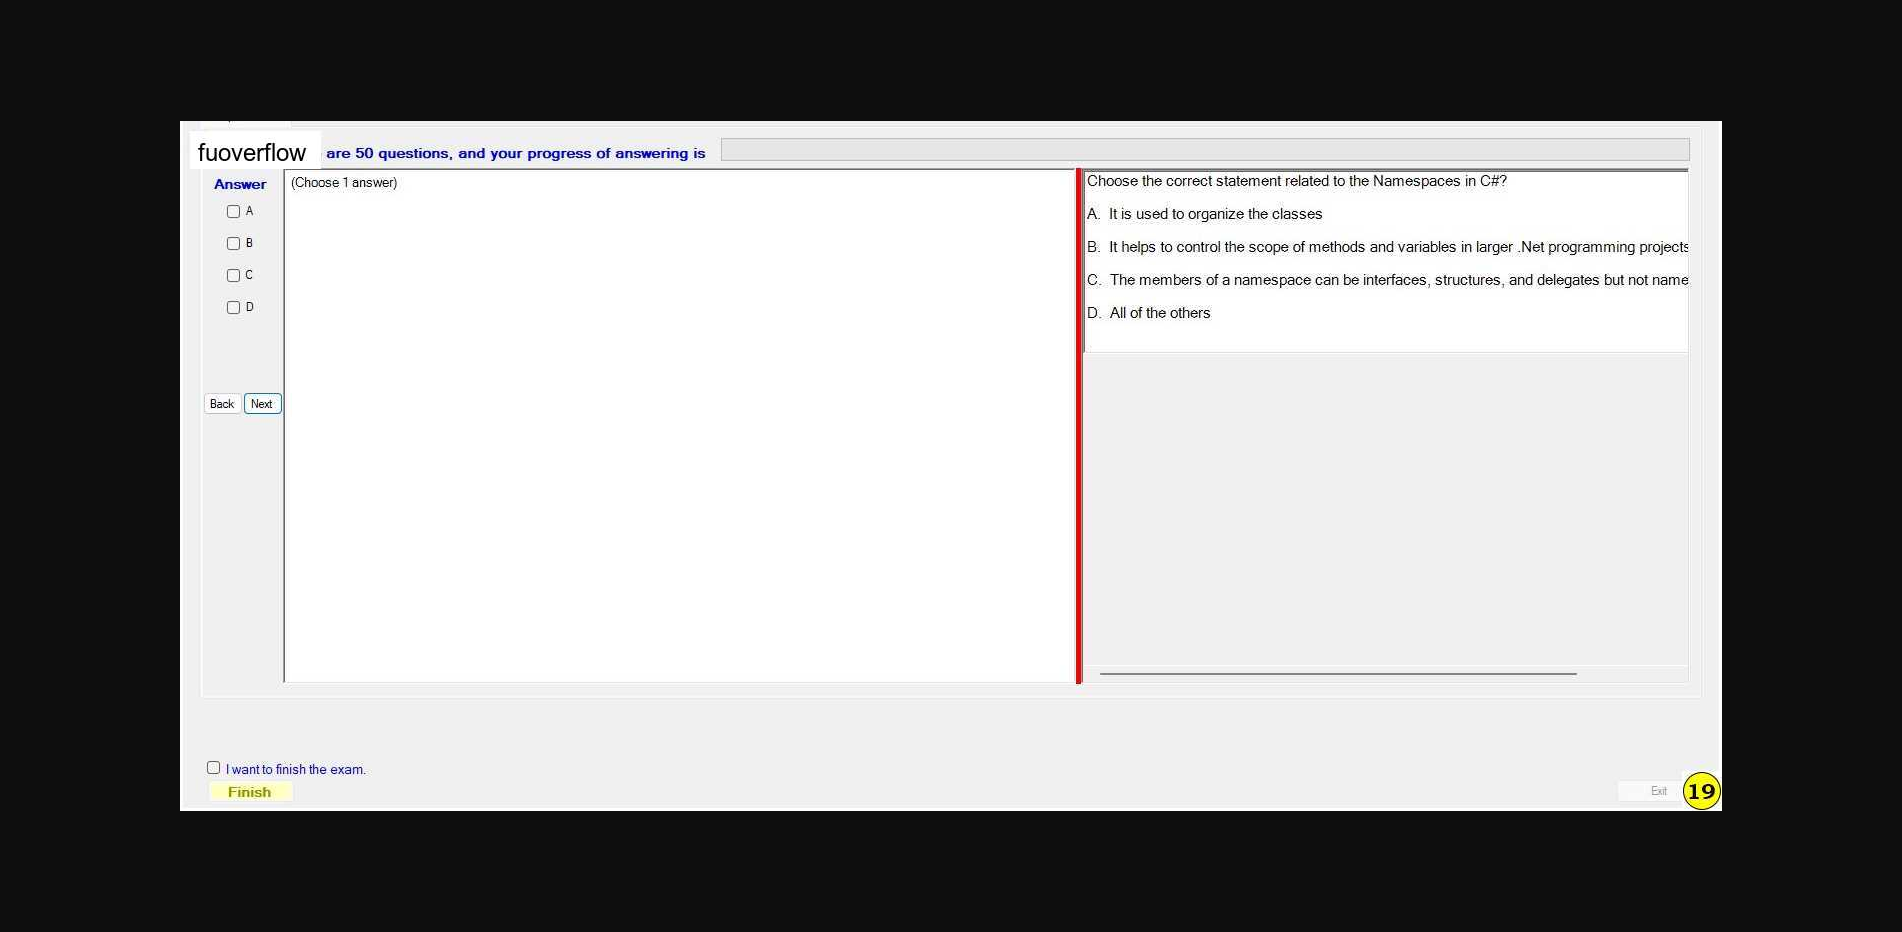 fuoverflow are 50 questions, and your progress of answering is
Answer
A
B
C
D
Back Next
(Choose 1 answer)
Choose the correct statement related to the Namespaces in C#?
A. It is used to organize the classes
B. It helps to control the scope of methods and variables in larger .Net programming projects
C. The members of a namespace can be interfaces, structures, and delegates but not name
D. All of the others
I want to finish the exam.
Finish
Exit
19